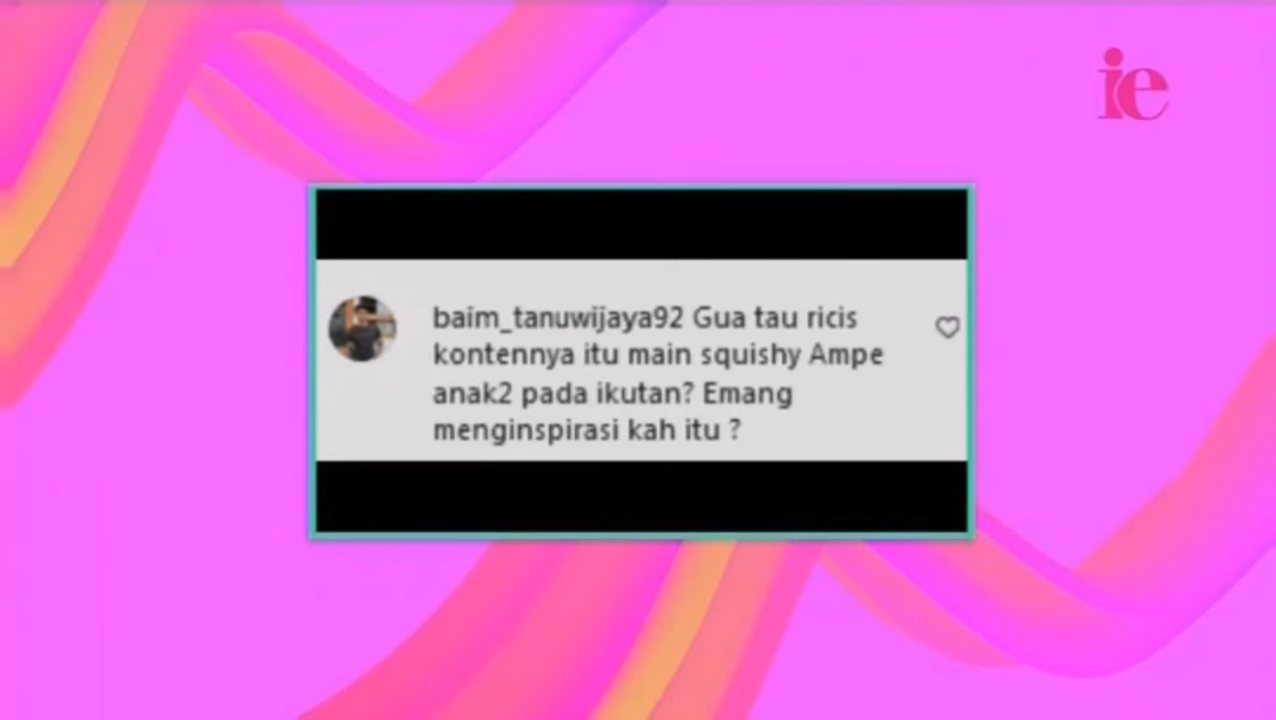 ie
baim_tanuwijaya92 Gua tau ricis
kontennya itu main squishy Ampe
anak2 pada ikutan? Emang
menginspirasi kah itu ?